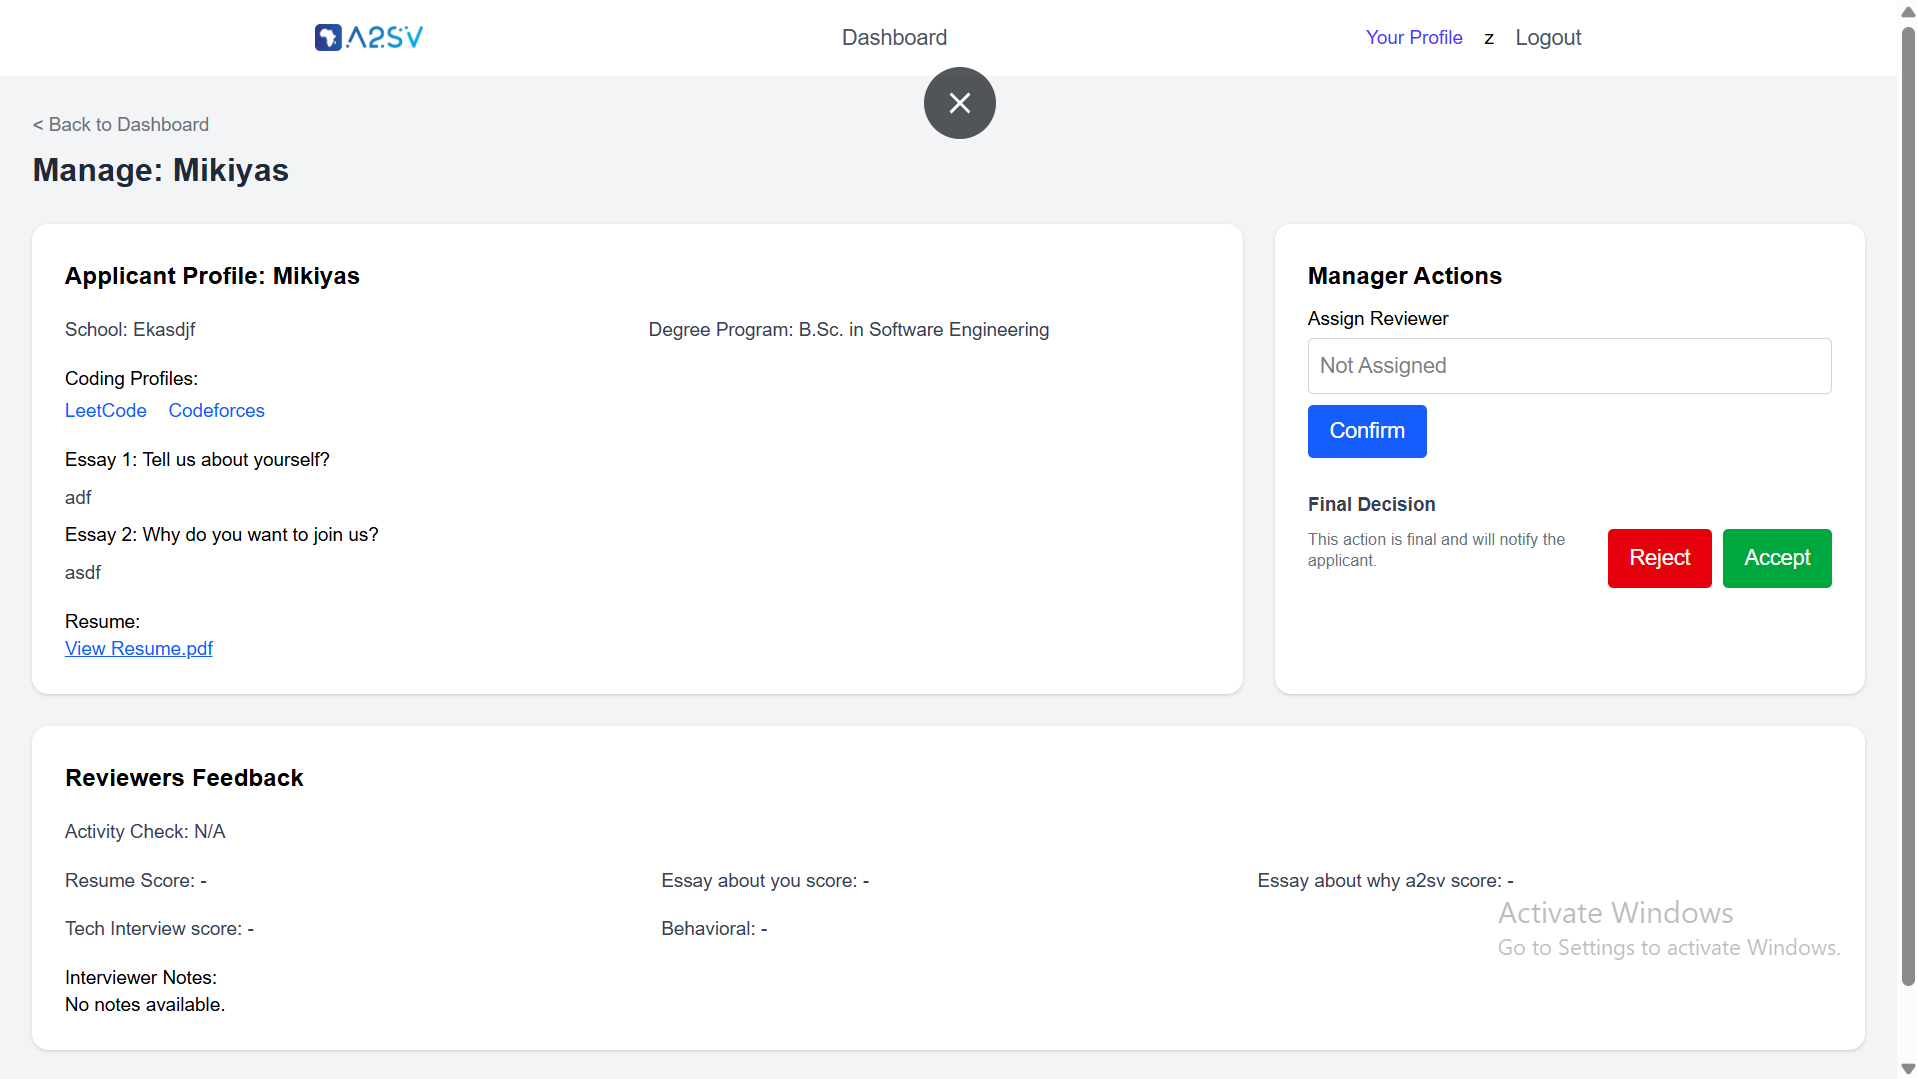 A2SV
Dashboard
Your Profile z Logout
< Back to Dashboard
Manage: Mikiyas
Applicant Profile: Mikiyas
School: Ekasdjf
Degree Program: B.Sc. in Software Engineering
Coding Profiles:
LeetCode Codeforces
Essay 1: Tell us about yourself?
adf
Essay 2: Why do you want to join us?
asdf
Resume:
View Resume.pdf
Manager Actions
Assign Reviewer
Not Assigned
Confirm
Final Decision
This action is final and will notify the
applicant.
Reject
Accept
Reviewers Feedback
Activity Check: N/A
Resume Score: -
Essay about you score: -
Essay about why a2sv score: -
Tech Interview score: -
Behavioral: -
Interviewer Notes:
No notes available.
Activate Windows
Go to Settings to activate Windows.